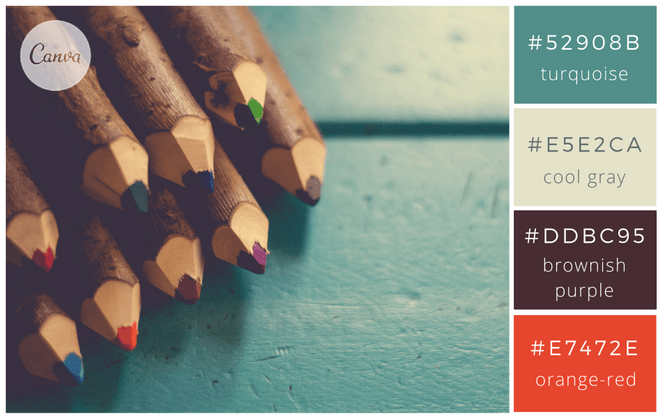 Canva
#52908B
turquoise
#E5E2CA
cool gray
#DDBC95
brownish
purple
#E7472E
orange-red